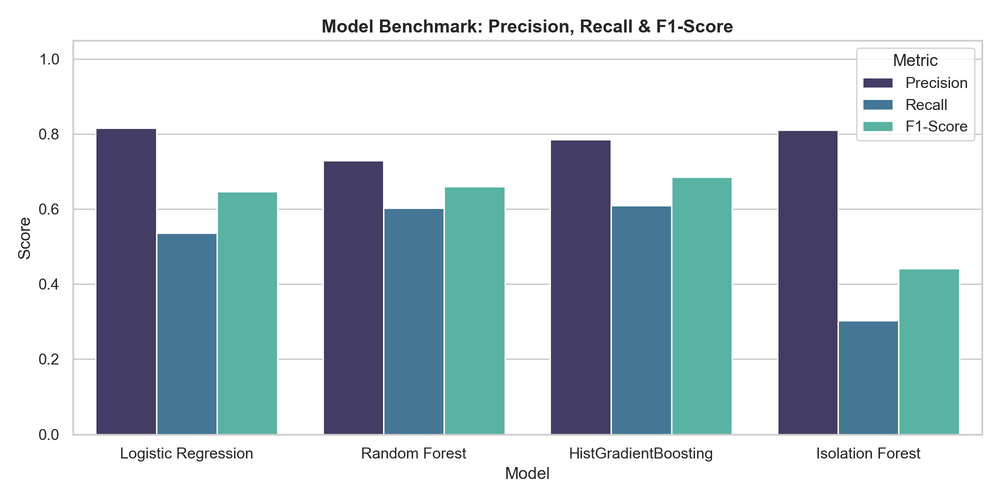 Model Benchmark: Precision, Recall & F1-Score
1.0
0.8
0.6
0.4
0.2
0.0
Score
Metric
Precision
Recall
F1-Score
Logistic Regression
Random Forest
HistGradientBoosting
Isolation Forest
Model